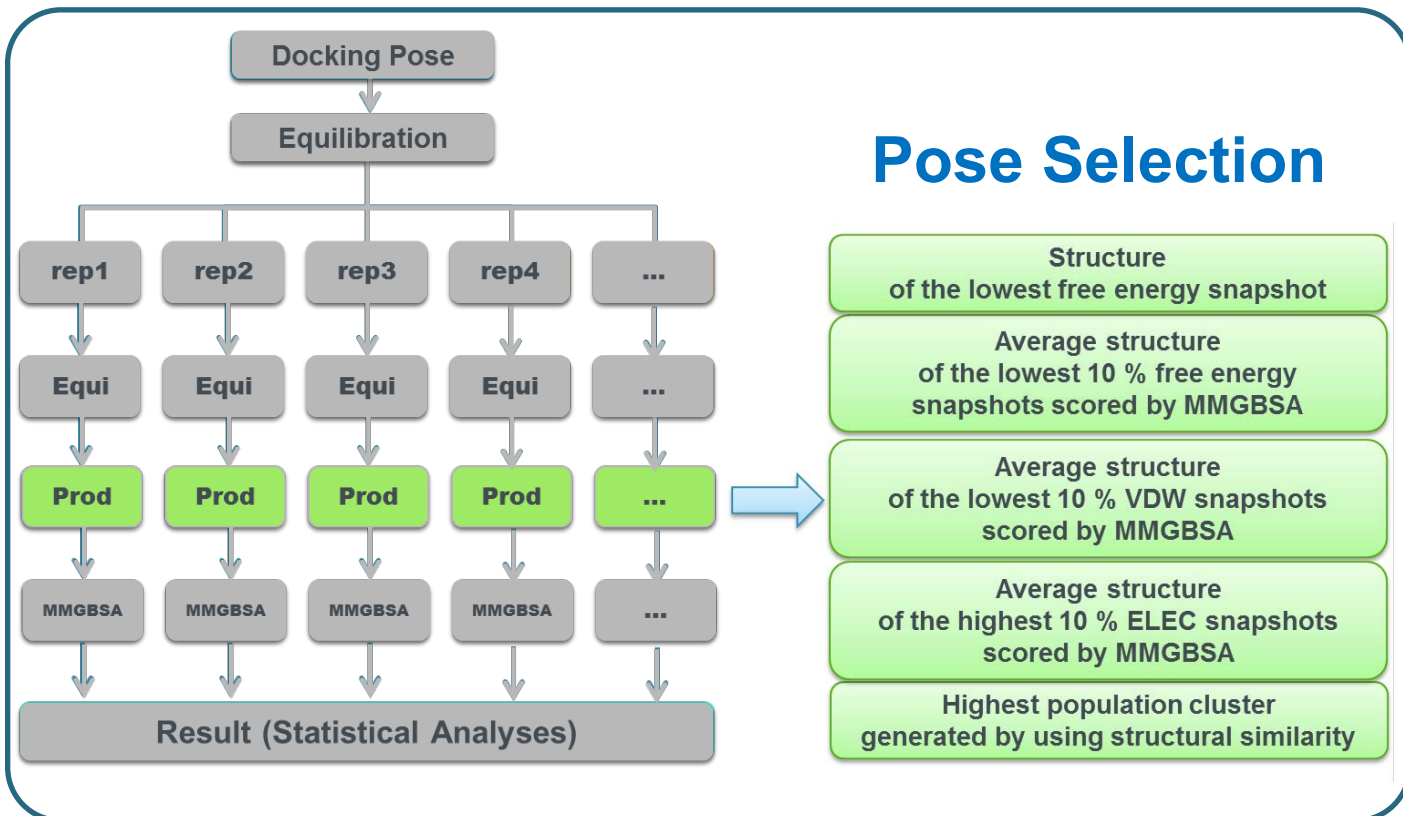 Docking Pose
Equilibration
rep1 rep2 rep3 rep4 ...
Equi Equi Equi Equi ...
Prod Prod Prod Prod ...
MMGBSA MMGBSA MMGBSA MMGBSA ...
Result (Statistical Analyses)
Pose Selection
Structure
of the lowest free energy snapshot
Average structure
of the lowest 10 % free energy
snapshots scored by MMGBSA
Average structure
of the lowest 10 % VDW snapshots
scored by MMGBSA
Average structure
of the highest 10 % ELEC snapshots
scored by MMGBSA
Highest population cluster
generated by using structural similarity